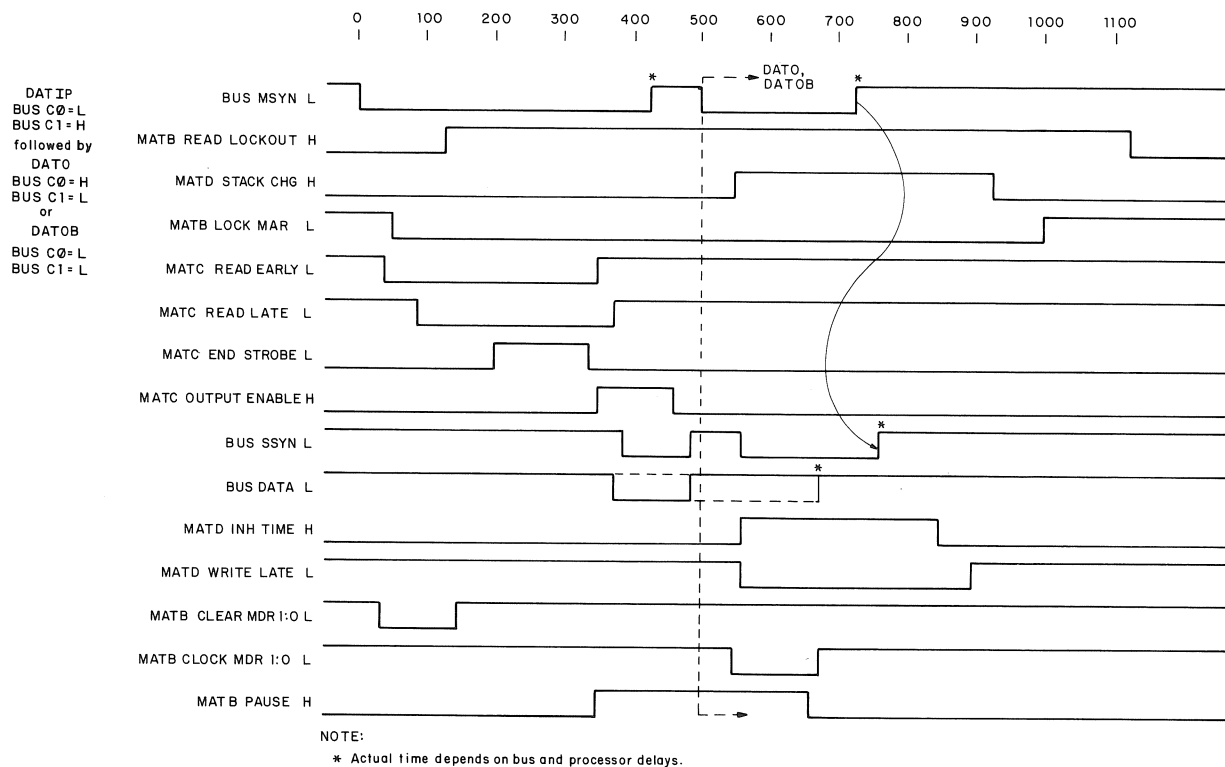 0 100 200 300 400 500 600 700 800 900 1000 1100
DATIP
BUS CØ=L
BUS C1=H
followed by
DATO
BUS CØ=H
BUS C1=L
or
DATOB
BUS CØ=L
BUS C1=L
* DATO, *
DATOB
BUS MSYN L
MATB READ LOCKOUT H
MATD STACK CHG H
MATB LOCK MAR L
MATC READ EARLY L
MATC READ LATE L
MATC END STROBE L
MATC OUTPUT ENABLE H
*
BUS SSYN L
*
BUS DATA L
MATD INH TIME H
MATD WRITE LATE L
MATB CLEAR MDR 1:0 L
MATB CLOCK MDR 1:0 L
MATB PAUSE H
NOTE:
* Actual time depends on bus and processor delays.